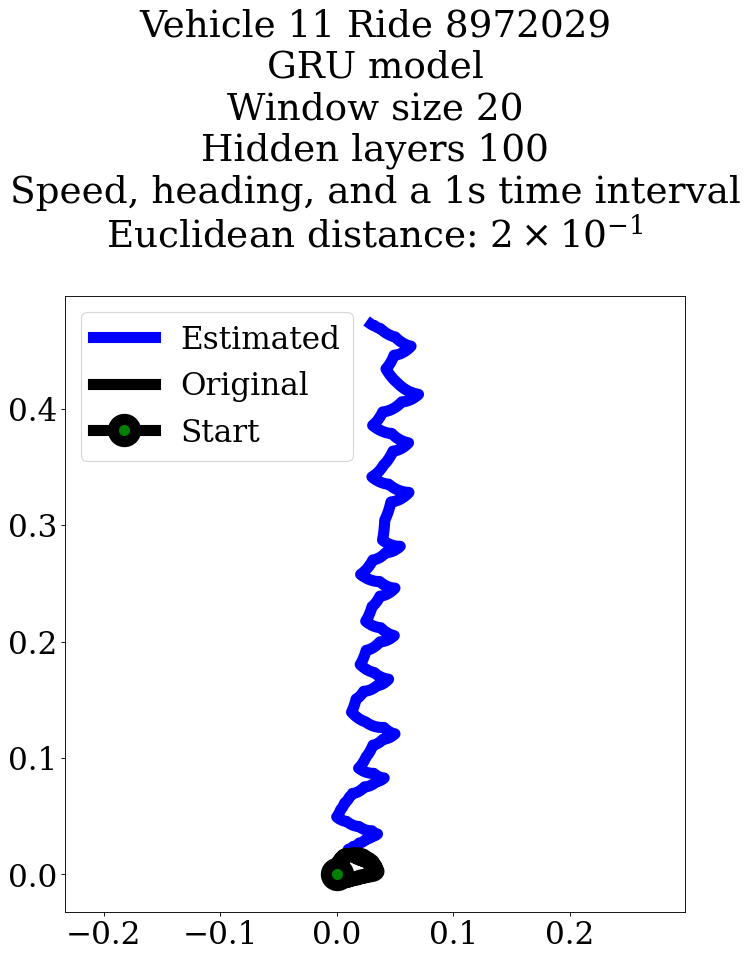 Vehicle 11 Ride 8972029
GRU model
Window size 20
Hidden layers 100
Speed, heading, and a 1s time interval
Euclidean distance: 2 × 10⁻¹
Estimated
Original
Start
0.4
0.3
0.2
0.1
0.0
−0.2 −0.1 0.0 0.1 0.2